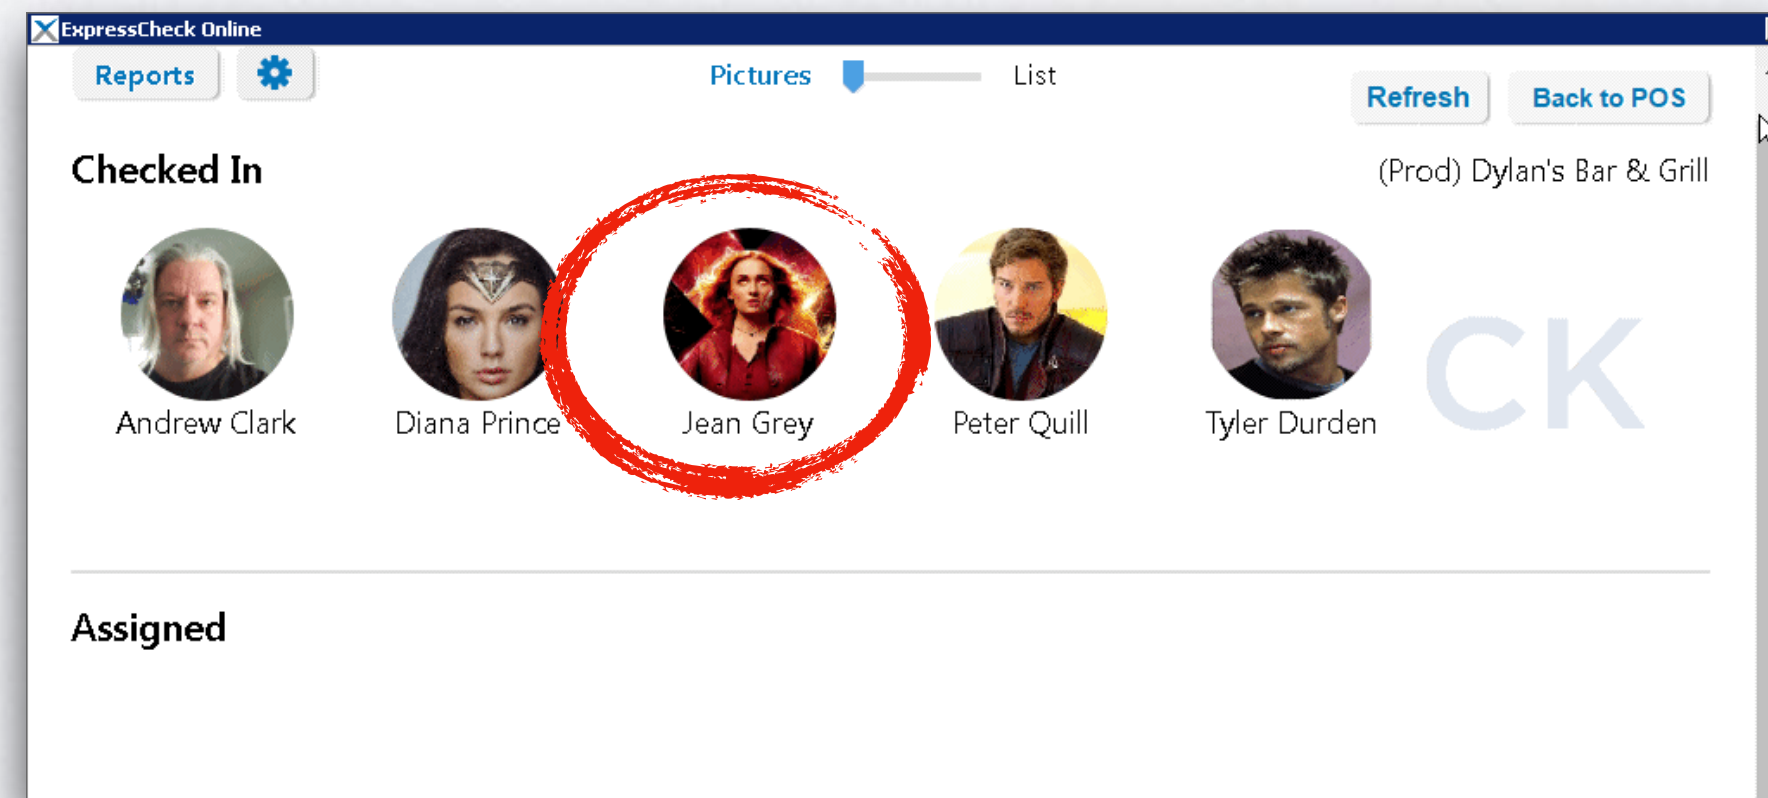 ExpressCheck Online
Reports
Pictures List
Refresh Back to POS
Checked In
(Prod) Dylan's Bar & Grill
Andrew Clark Diana Prince Jean Grey Peter Quill Tyler Durden
CK
Assigned